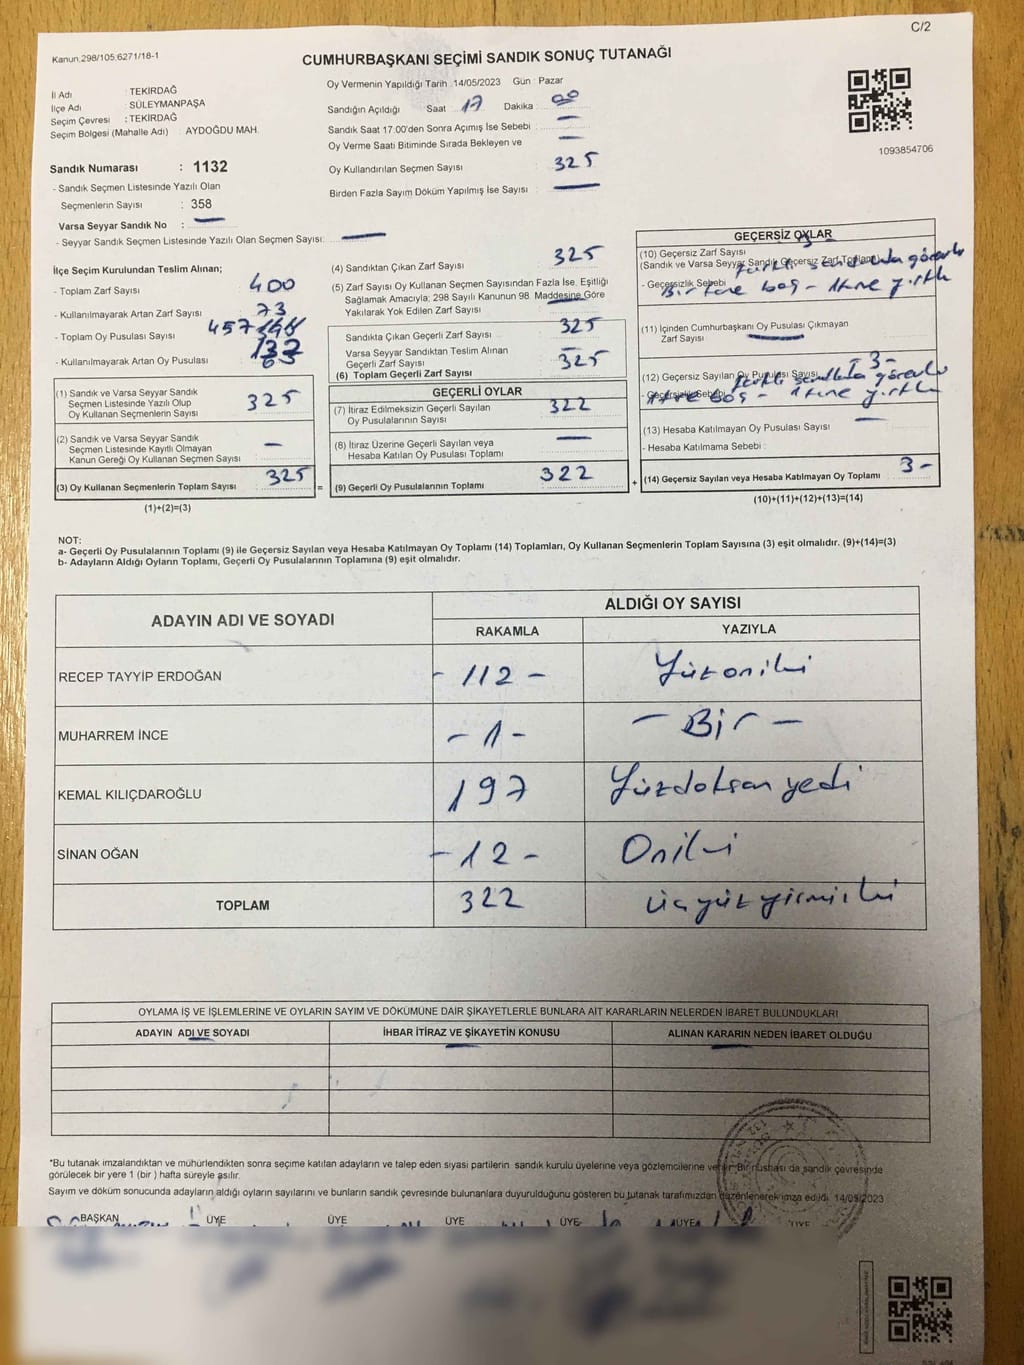 C/2
Kanun:298/105;6271/18-1
CUMHURBAŞKANI SEÇİMİ SANDIK SONUÇ TUTANAĞI
İl Adı : TEKİRDAĞ
İlçe Adı : SÜLEYMANPAŞA
Seçim Çevresi : TEKİRDAĞ
Seçim Bölgesi (Mahalle Adı) : AYDOĞDU MAH.
Sandık Numarası : 1132
- Sandık Seçmen Listesinde Yazılı Olan
Seçmenlerin Sayısı : 358
Varsa Seyyar Sandık No : —
- Seyyar Sandık Seçmen Listesinde Yazılı Olan Seçmen Sayısı: —
Oy Vermenin Yapıldığı Tarih : 14/05/2023 Gün : Pazar
Sandığın Açıldığı Saat 17 Dakika 00
Sandık Saat 17.00'den Sonra Açımış İse Sebebi —
Oy Verme Saati Bitiminde Sırada Bekleyen ve —
Oy Kullandırılan Seçmen Sayısı 325
Birden Fazla Sayım Döküm Yapılmış İse Sayısı —
1093854706
İlçe Seçim Kurulundan Teslim Alınan;
- Toplam Zarf Sayısı 400
- Kullanılmayarak Artan Zarf Sayısı 73
- Toplam Oy Pusulası Sayısı 457
- Kullanılmayarak Artan Oy Pusulası
(1) Sandık ve Varsa Seyyar Sandık
Seçmen Listesinde Yazılı Olup
Oy Kullanan Seçmenlerin Sayısı 325
(2) Sandık ve Varsa Seyyar Sandık
Seçmen Listesinde Kayıtlı Olmayan
Kanun Gereği Oy Kullanan Seçmen Sayısı —
(3) Oy Kullanan Seçmenlerin Toplam Sayısı 325
(1)+(2)=(3)
=
(4) Sandıktan Çıkan Zarf Sayısı 325
(5) Zarf Sayısı Oy Kullanan Seçmen Sayısından Fazla İse, Eşitliği
Sağlamak Amacıyla; 298 Sayılı Kanunun 98. Maddesine Göre
Yakılarak Yok Edilen Zarf Sayısı —
Sandıkta Çıkan Geçerli Zarf Sayısı 325
Varsa Seyyar Sandıktan Teslim Alınan
Geçerli Zarf Sayısı —
(6) Toplam Geçerli Zarf Sayısı 325
GEÇERLİ OYLAR
(7) İtiraz Edilmeksizin Geçerli Sayılan
Oy Pusulalarının Sayısı 322
(8) İtiraz Üzerine Geçerli Sayılan veya
Hesaba Katılan Oy Pusulası Toplamı —
(9) Geçerli Oy Pusulalarının Toplamı 322
+
GEÇERSİZ OYLAR
(10) Geçersiz Zarf Sayısı 3
(Sandık ve Varsa Seyyar Sandık Geçersiz Zarf Toplamı)
farklı sandıkta görevli
- Geçersizlik Sebebi Bir tane boş - 1 tane yırtık
(11) İçinden Cumhurbaşkanı Oy Pusulası Çıkmayan
Zarf Sayısı —
(12) Geçersiz Sayılan Oy Pusulası Sayısı 3-
farklı sandıkta görevli
- Geçersizlik Sebebi 1 tane boş - 1 tane yırtık
(13) Hesaba Katılmayan Oy Pusulası Sayısı —
- Hesaba Katılmama Sebebi :
(14) Geçersiz Sayılan veya Hesaba Katılmayan Oy Toplamı 3-
(10)+(11)+(12)+(13)=(14)
NOT:
a- Geçerli Oy Pusulalarının Toplamı (9) ile Geçersiz Sayılan veya Hesaba Katılmayan Oy Toplamı (14) Toplamları, Oy Kullanan Seçmenlerin Toplam Sayısına (3) eşit olmalıdır. (9)+(14)=(3)
b- Adayların Aldığı Oyların Toplamı, Geçerli Oy Pusulalarının Toplamına (9) eşit olmalıdır.
ADAYIN ADI VE SOYADI ALDIĞI OY SAYISI
RAKAMLA YAZIYLA
RECEP TAYYİP ERDOĞAN - 112 - Yüzoniki
MUHARREM İNCE - 1 - — Bir —
KEMAL KILIÇDAROĞLU 197 Yüzdoksan yedi
SİNAN OĞAN - 12 - Oniki
TOPLAM 322 Üçyüzyirmiiki
OYLAMA İŞ VE İŞLEMLERİNE VE OYLARIN SAYIM VE DÖKÜMÜNE DAİR ŞİKAYETLERLE BUNLARA AİT KARARLARIN NELERDEN İBARET BULUNDUKLARI
ADAYIN ADI VE SOYADI İHBAR İTİRAZ VE ŞİKAYETİN KONUSU ALINAN KARARIN NEDEN İBARET OLDUĞU
*Bu tutanak imzalandıktan ve mühürlendikten sonra seçime katılan adayların ve talep eden siyasi partilerin sandık kurulu üyelerine veya gözlemcilerine verilir. Bir nüshası da sandık çevresinde
görülecek bir yere 1 (bir ) hafta süreyle asılır.
Sayım ve döküm sonucunda adayların aldığı oyların sayılarını ve bunların sandık çevresinde bulunanlara duyurulduğunu gösteren bu tutanak tarafımızdan düzenlenerek imza edildi. 14/05/2023
BAŞKAN ÜYE ÜYE ÜYE ÜYE ÜYE ÜYE